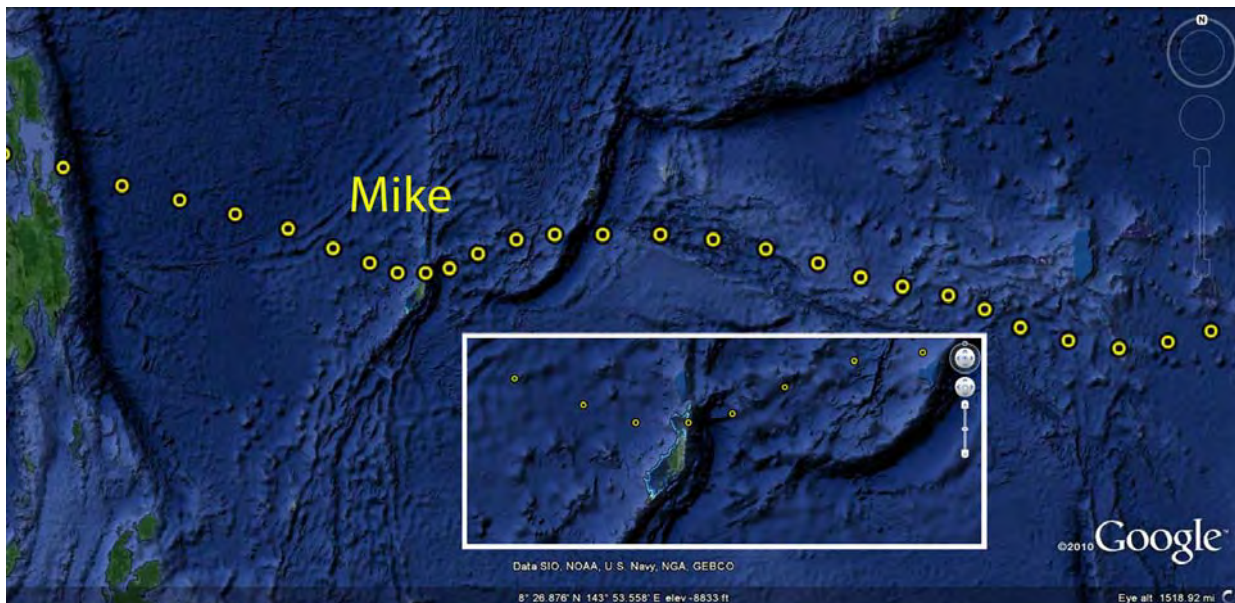 N
Mike
©2010 Google
Data SIO, NOAA, U.S. Navy, NGA, GEBCO
8° 26.876' N 143° 53.558' E elev -8833 ft
Eye alt 1518.92 mi